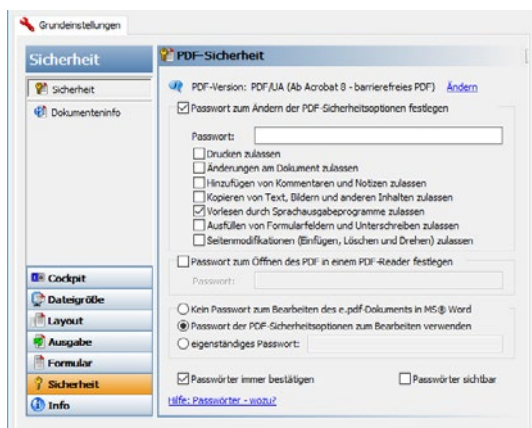 Grundeinstellungen
Sicherheit
Sicherheit
Dokumenteninfo
Cockpit
Dateigröße
Layout
Ausgabe
Formular
Sicherheit
Info
PDF-Sicherheit
PDF-Version: PDF/UA (Ab Acrobat 8 - barrierefreies PDF) Ändern
Passwort zum Ändern der PDF-Sicherheitsoptionen festlegen
Passwort:
Drucken zulassen
Änderungen am Dokument zulassen
Hinzufügen von Kommentaren und Notizen zulassen
Kopieren von Text, Bildern und anderen Inhalten zulassen
Vorlesen durch Sprachausgabeprogramme zulassen
Ausfüllen von Formularfeldern und Unterschreiben zulassen
Seitenmodifikationen (Einfügen, Löschen und Drehen) zulassen
Passwort zum Öffnen des PDF in einem PDF-Reader festlegen
Passwort:
Kein Passwort zum Bearbeiten des e.pdf-Dokuments in MS® Word
Passwort der PDF-Sicherheitsoptionen zum Bearbeiten verwenden
eigenständiges Passwort:
Passwörter immer bestätigen Passwörter sichtbar
Hilfe: Passwörter - wozu?